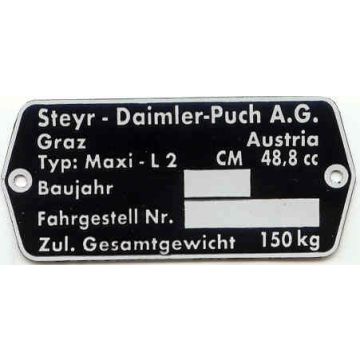 Steyr - Daimler-Puch A.G.
Graz Austria
Typ: Maxi - L 2 CM 48,8 cc
Baujahr
Fahrgestell Nr.
Zul. Gesamtgewicht 150 kg